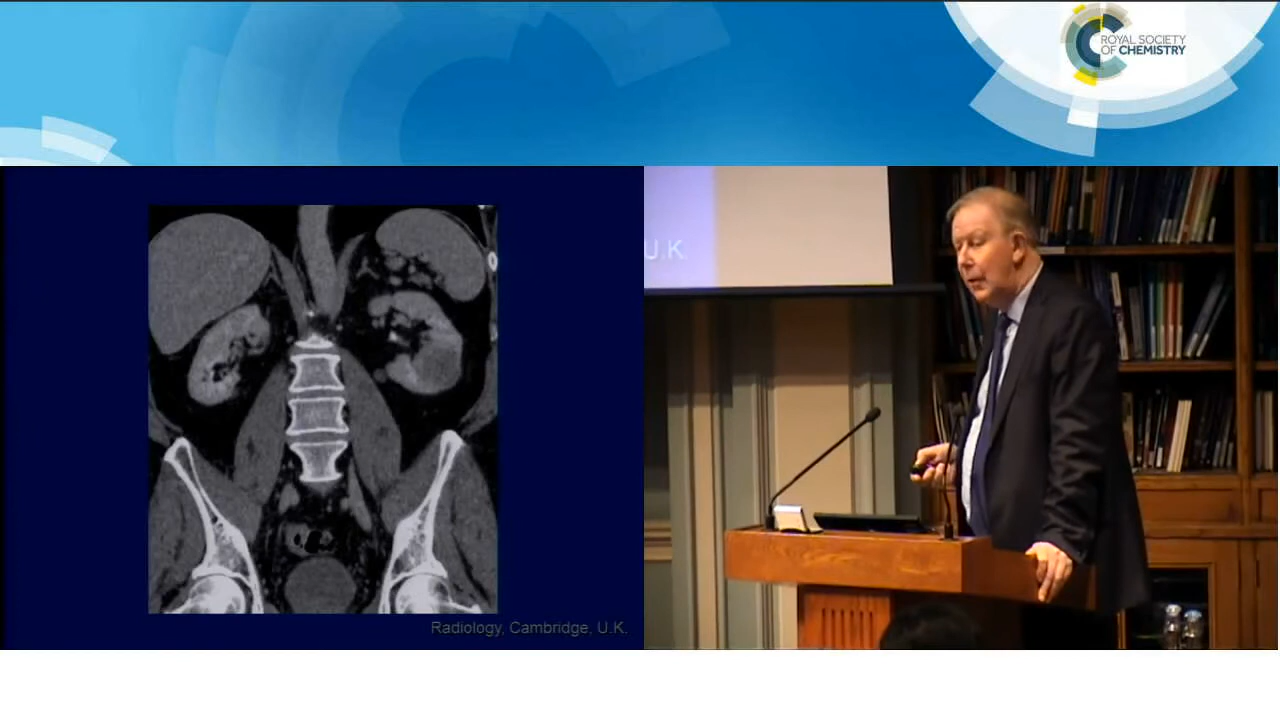 ROYAL SOCIETY
OF CHEMISTRY
Radiology, Cambridge, U.K.
U.K.